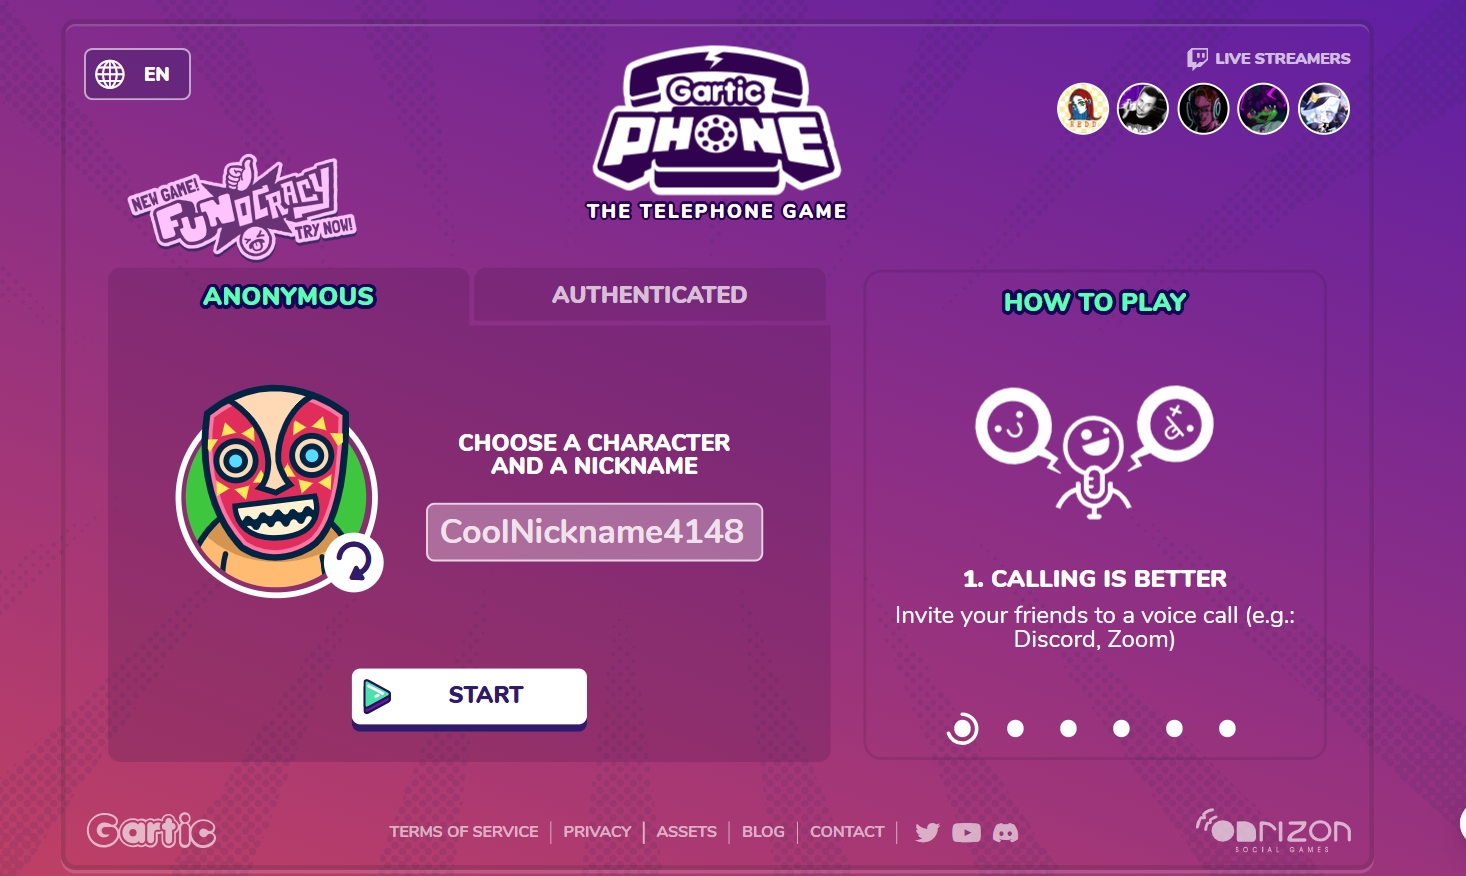 EN
Gartic
PHONE
THE TELEPHONE GAME
LIVE STREAMERS
REDD
NEW GAME!
FUNOCRACY
TRY NOW!
ANONYMOUS
AUTHENTICATED
CHOOSE A CHARACTER
AND A NICKNAME
CoolNickname4148
START
HOW TO PLAY
1. CALLING IS BETTER
Invite your friends to a voice call (e.g.:
Discord, Zoom)
Gartic
TERMS OF SERVICE
PRIVACY
ASSETS
BLOG
CONTACT
ONRIZON
SOCIAL GAMES